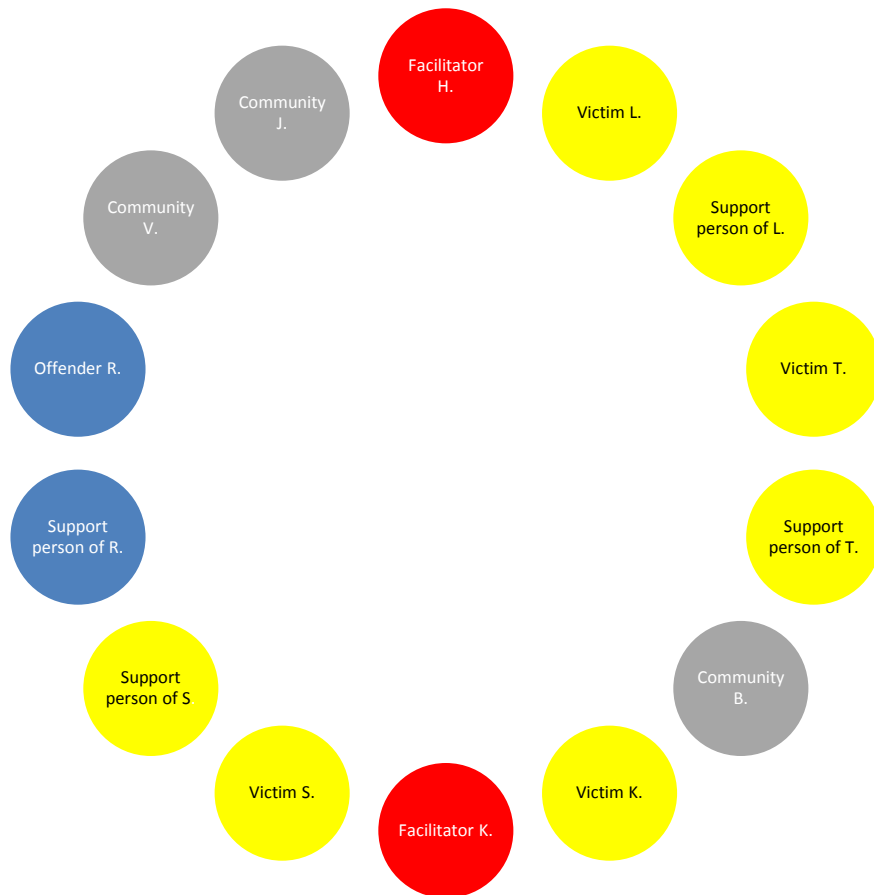 Facilitator
H.
Victim L.
Support
person of L.
Victim T.
Support
person of T.
Community
B.
Victim K.
Facilitator K.
Victim S.
Support
person of S
Support
person of R.
Offender R.
Community
V.
Community
J.